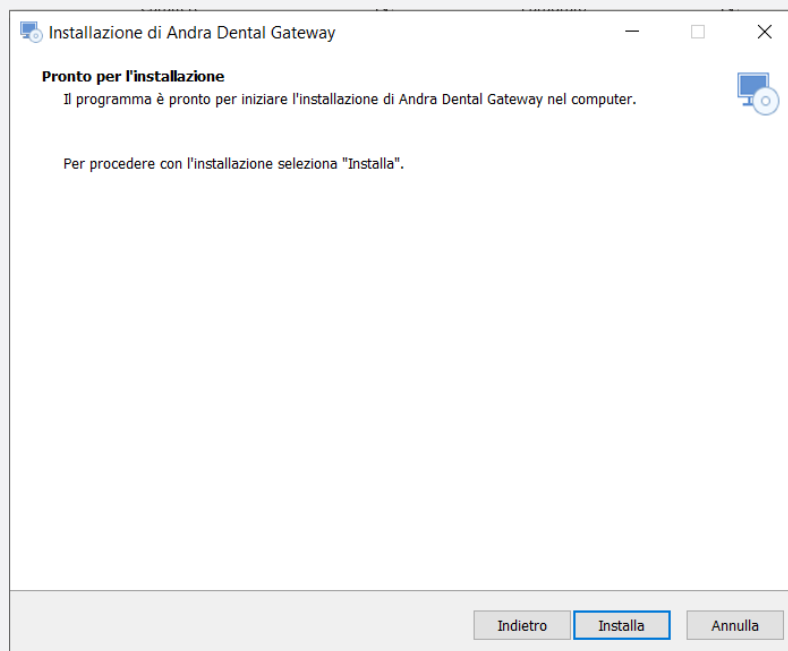 Installazione di Andra Dental Gateway
Pronto per l'installazione
Il programma è pronto per iniziare l'installazione di Andra Dental Gateway nel computer.
Per procedere con l'installazione seleziona "Installa".
Indietro Installa Annulla